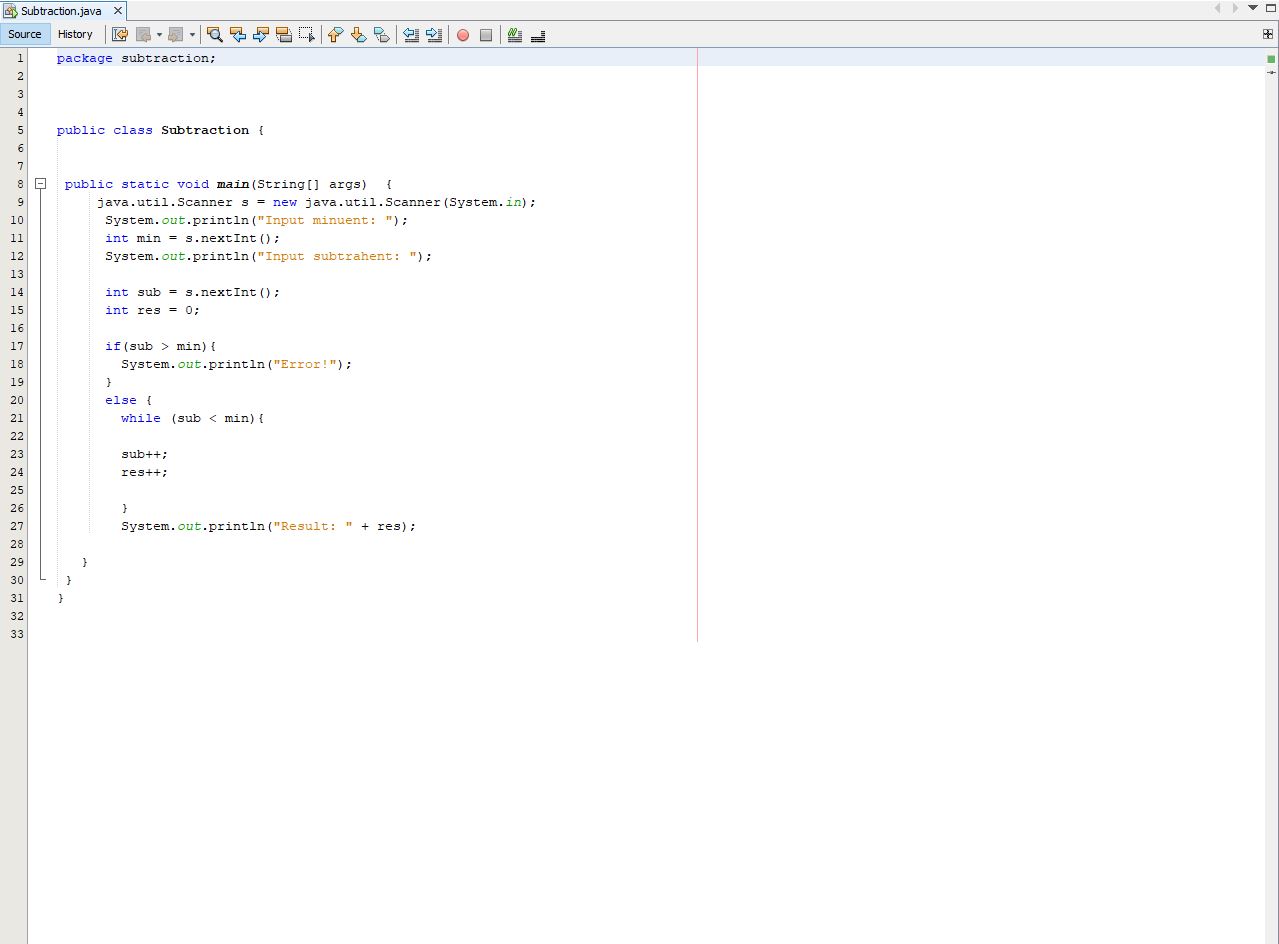 Subtraction.java
Source History
1 package subtraction;
2
3
4
5 public class Subtraction {
6
7
8 public static void main(String[] args)  {
9 java.util.Scanner s = new java.util.Scanner(System.in);
10 System.out.println("Input minuent: ");
11 int min = s.nextInt();
12 System.out.println("Input subtrahent: ");
13
14 int sub = s.nextInt();
15 int res = 0;
16
17 if(sub > min){
18 System.out.println("Error!");
19 }
20 else {
21 while (sub < min){
22
23 sub++;
24 res++;
25
26 }
27 System.out.println("Result: " + res);
28
29 }
30 }
31 }
32
33